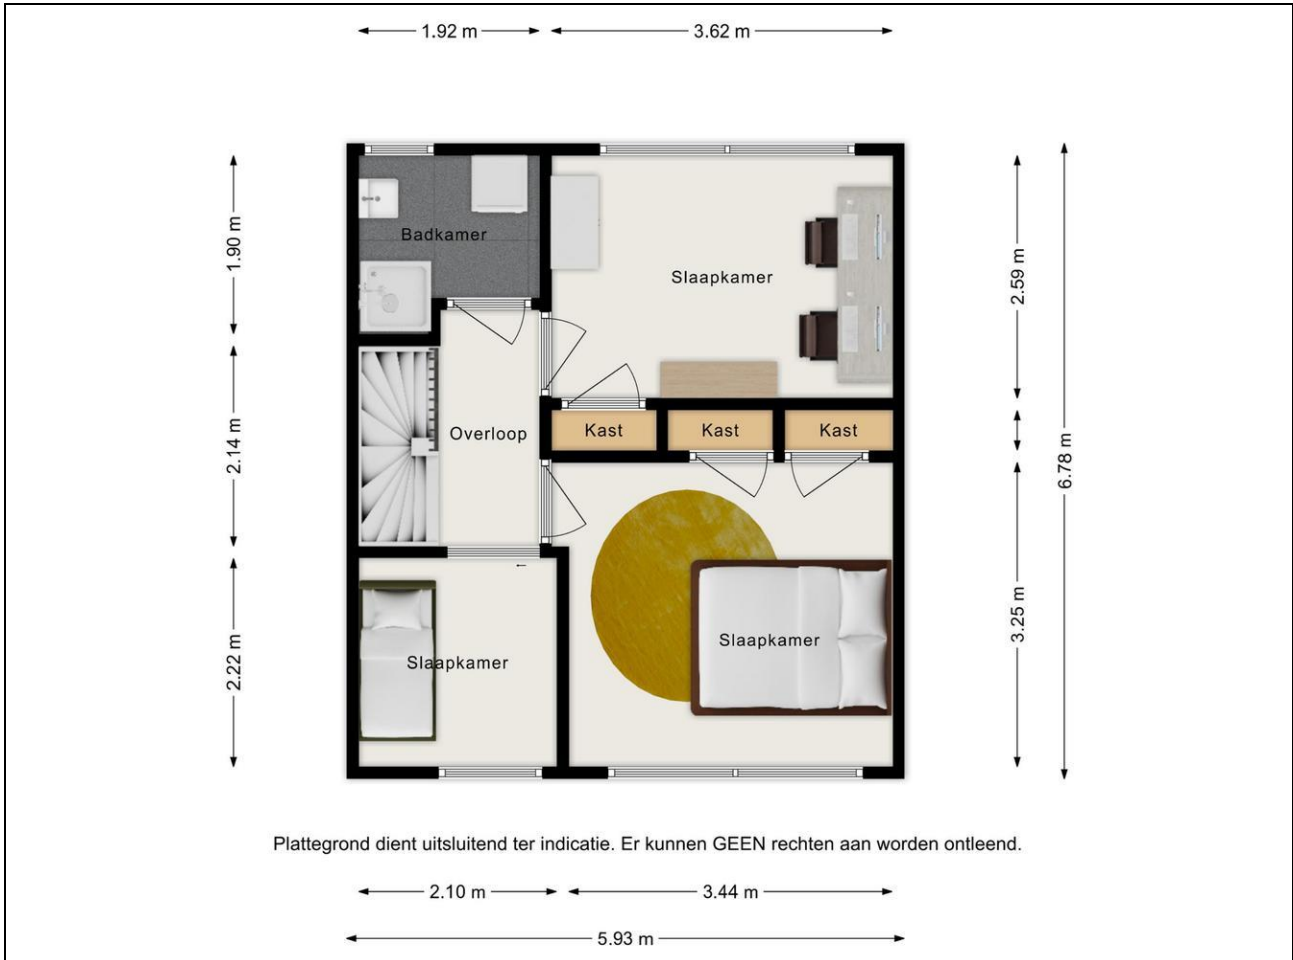 1.92 m
3.62 m
1.90 m
2.14 m
2.22 m
Badkamer
Slaapkamer
Overloop
Kast
Kast
Kast
Slaapkamer
Slaapkamer
2.59 m
3.25 m
6.78 m
Plattegrond dient uitsluitend ter indicatie. Er kunnen GEEN rechten aan worden ontleend.
2.10 m
3.44 m
5.93 m